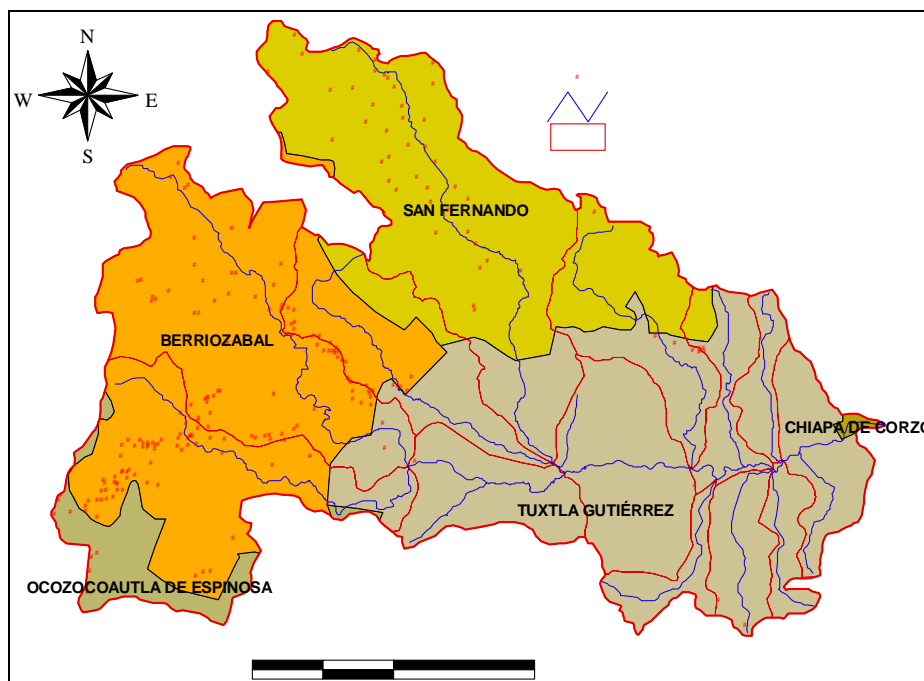 N
W E
S
SAN FERNANDO
BERRIOZABAL
CHIAPA DE CORZO
TUXTLA GUTIÉRREZ
OCOZOCOAUTLA DE ESPINOSA